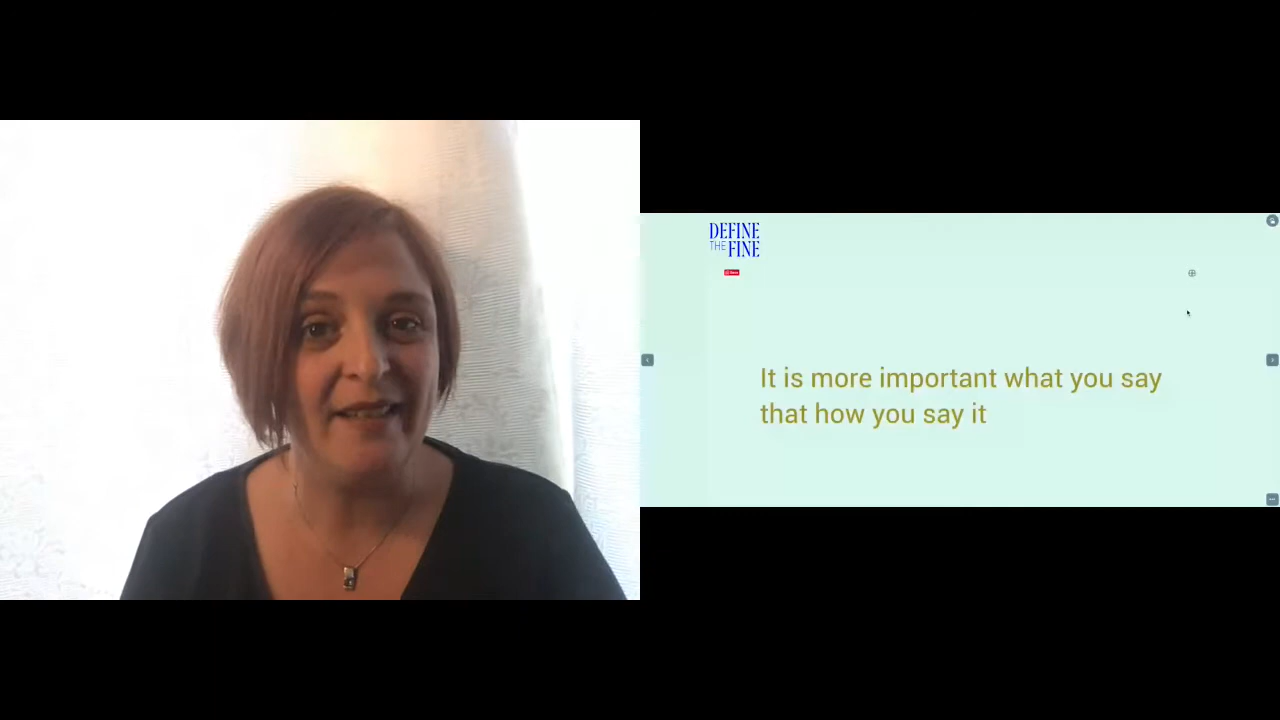 DEFINE
THE FINE
It is more important what you say
that how you say it